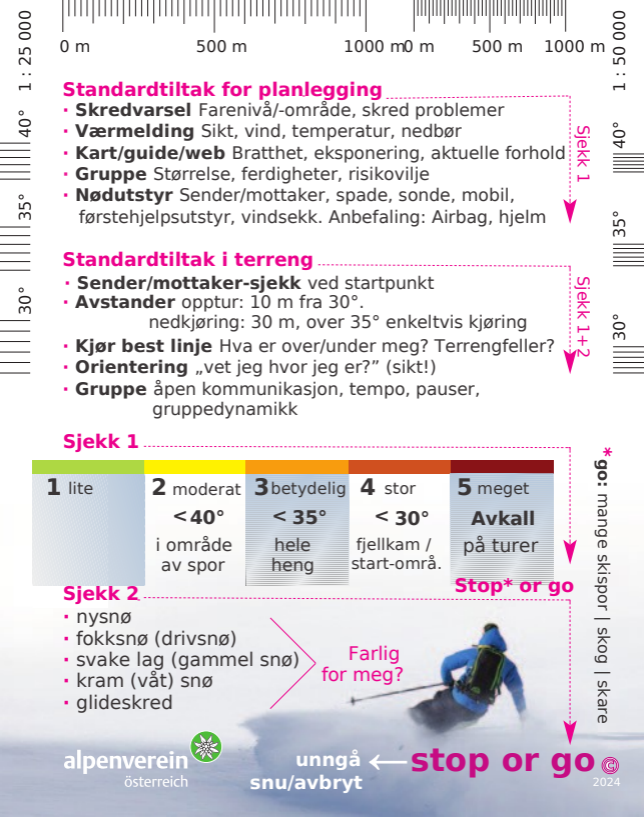 0 m 500 m 1000 m 0 m 500 m 1000 m
1 : 25 000
40°
35°
30°
1 : 50 000
40°
35°
30°
Standardtiltak for planlegging
· Skredvarsel Farenivå/-område, skred problemer
· Værmelding Sikt, vind, temperatur, nedbør
· Kart/guide/web Bratthet, eksponering, aktuelle forhold
· Gruppe Størrelse, ferdigheter, risikovilje
· Nødutstyr Sender/mottaker, spade, sonde, mobil,
førstehjelpsutstyr, vindsekk. Anbefaling: Airbag, hjelm
Sjekk 1
Standardtiltak i terreng
· Sender/mottaker-sjekk ved startpunkt
· Avstander opptur: 10 m fra 30°.
nedkjøring: 30 m, over 35° enkeltvis kjøring
· Kjør best linje Hva er over/under meg? Terrengfeller?
· Orientering „vet jeg hvor jeg er?” (sikt!)
· Gruppe åpen kommunikasjon, tempo, pauser,
gruppedynamikk
Sjekk 1+2
Sjekk 1
1 lite 2 moderat 3 betydelig 4 stor 5 meget
<40° < 35° < 30° Avkall
i område hele fjellkam / på turer
av spor heng start-områ.
Stop* or go
* go: mange skispor | skog | skare
Sjekk 2
· nysnø
· fokksnø (drivsnø)
· svake lag (gammel snø)
· kram (våt) snø
· glideskred
Farlig
for meg?
alpenverein
österreich
unngå ← stop or go ©
snu/avbryt
2024